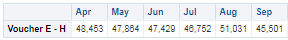 Apr May Jun Jul Aug Sep
Voucher E - H 48,453 47,864 47,429 46,752 51,031 45,501